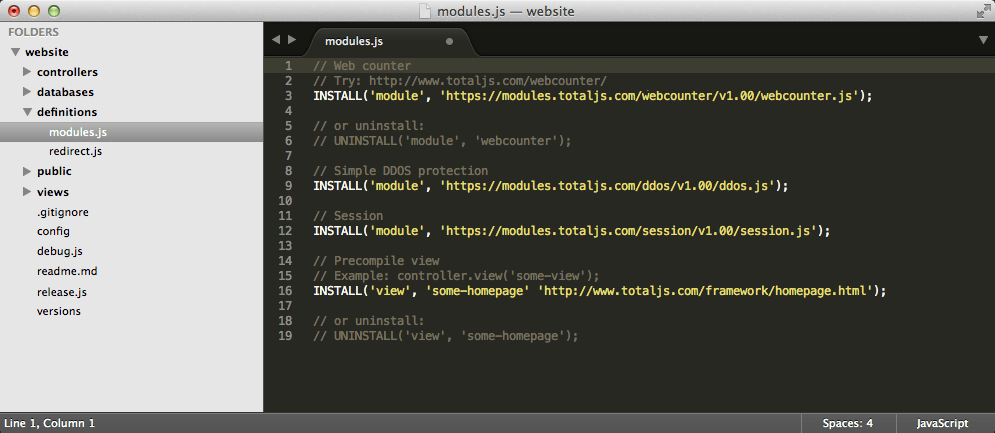 modules.js — website
FOLDERS
website
controllers
databases
definitions
modules.js
redirect.js
public
views
.gitignore
config
debug.js
readme.md
release.js
versions
modules.js
1 // Web counter
2 // Try: http://www.totaljs.com/webcounter/
3 INSTALL('module', 'https://modules.totaljs.com/webcounter/v1.00/webcounter.js');
4
5 // or uninstall:
6 // UNINSTALL('module', 'webcounter');
7
8 // Simple DDOS protection
9 INSTALL('module', 'https://modules.totaljs.com/ddos/v1.00/ddos.js');
10
11 // Session
12 INSTALL('module', 'https://modules.totaljs.com/session/v1.00/session.js');
13
14 // Precompile view
15 // Example: controller.view('some-view');
16 INSTALL('view', 'some-homepage' 'http://www.totaljs.com/framework/homepage.html');
17
18 // or uninstall:
19 // UNINSTALL('view', 'some-homepage');
Line 1, Column 1
Spaces: 4
JavaScript